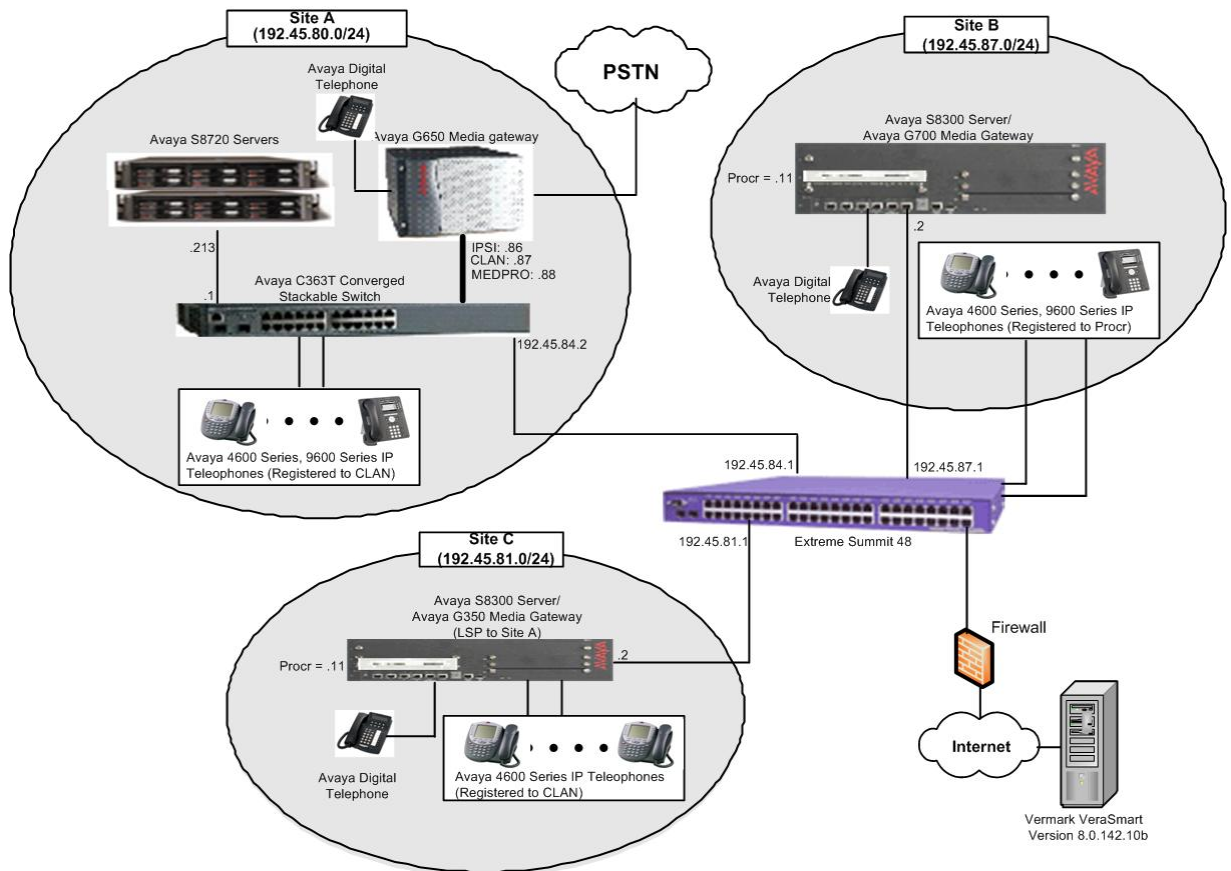 Site A
(192.45.80.0/24)
Avaya Digital
Telephone
Avaya S8720 Servers
Avaya G650 Media gateway
PSTN
.213
IPSI: .86
CLAN: .87
MEDPRO: .88
Avaya C363T Converged
Stackable Switch
.1
192.45.84.2
Avaya 4600 Series, 9600 Series IP
Teleophones (Registered to CLAN)
Site B
(192.45.87.0/24)
Avaya S8300 Server/
Avaya G700 Media Gateway
Procr = .11
AVAYA
.2
Avaya Digital
Telephone
Avaya 4600 Series, 9600 Series IP
Teleophones (Registered to Procr)
192.45.84.1
192.45.87.1
192.45.81.1
Extreme Summit 48
Site C
(192.45.81.0/24)
Avaya S8300 Server/
Avaya G350 Media Gateway
(LSP to Site A)
Procr = .11
AVAYA
.2
Avaya Digital
Telephone
Avaya 4600 Series IP Teleophones
(Registered to CLAN)
Firewall
Internet
Vermark VeraSmart
Version 8.0.142.10b